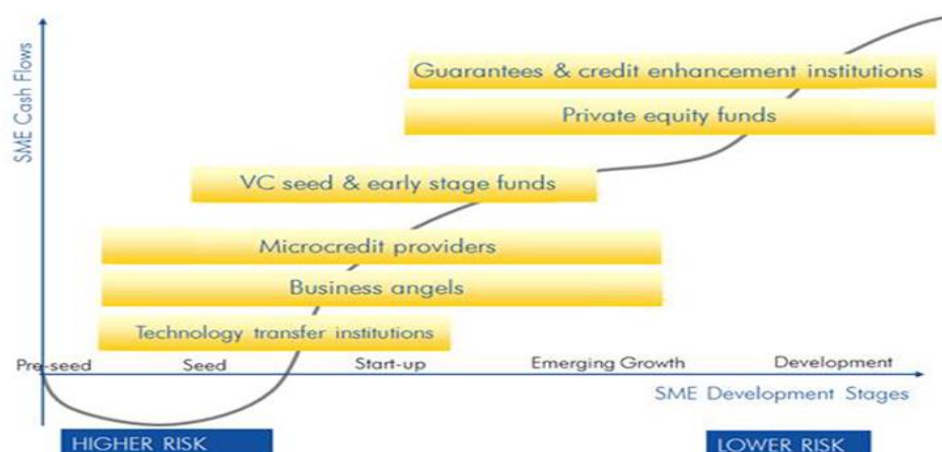 SME Cash Flows
Guarantees & credit enhancement institutions
Private equity funds
VC seed & early stage funds
Microcredit providers
Business angels
Technology transfer institutions
Pre-seed Seed Start-up Emerging Growth Development
SME Development Stages
HIGHER RISK LOWER RISK